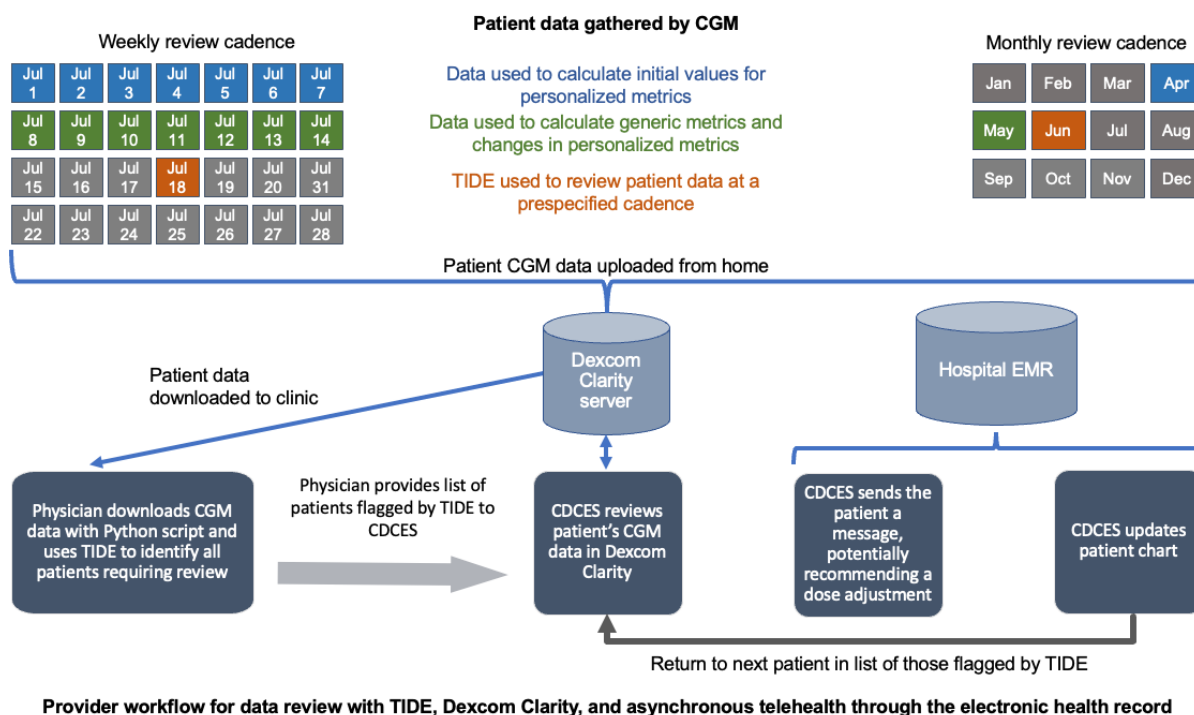 Patient data gathered by CGM
Weekly review cadence
Jul 1 Jul 2 Jul 3 Jul 4 Jul 5 Jul 6 Jul 7
Jul 8 Jul 9 Jul 10 Jul 11 Jul 12 Jul 13 Jul 14
Jul 15 Jul 16 Jul 17 Jul 18 Jul 19 Jul 20 Jul 31
Jul 22 Jul 23 Jul 24 Jul 25 Jul 26 Jul 27 Jul 28
Data used to calculate initial values for
personalized metrics
Data used to calculate generic metrics and
changes in personalized metrics
TIDE used to review patient data at a
prespecified cadence
Monthly review cadence
Jan Feb Mar Apr
May Jun Jul Aug
Sep Oct Nov Dec
Patient CGM data uploaded from home
Dexcom
Clarity
server
Hospital EMR
Patient data
downloaded to clinic
Physician downloads CGM
data with Python script and
uses TIDE to identify all
patients requiring review
Physician provides list of
patients flagged by TIDE to
CDCES
CDCES reviews
patient's CGM
data in Dexcom
Clarity
CDCES sends the
patient a
message,
potentially
recommending a
dose adjustment
CDCES updates
patient chart
Return to next patient in list of those flagged by TIDE
Provider workflow for data review with TIDE, Dexcom Clarity, and asynchronous telehealth through the electronic health record